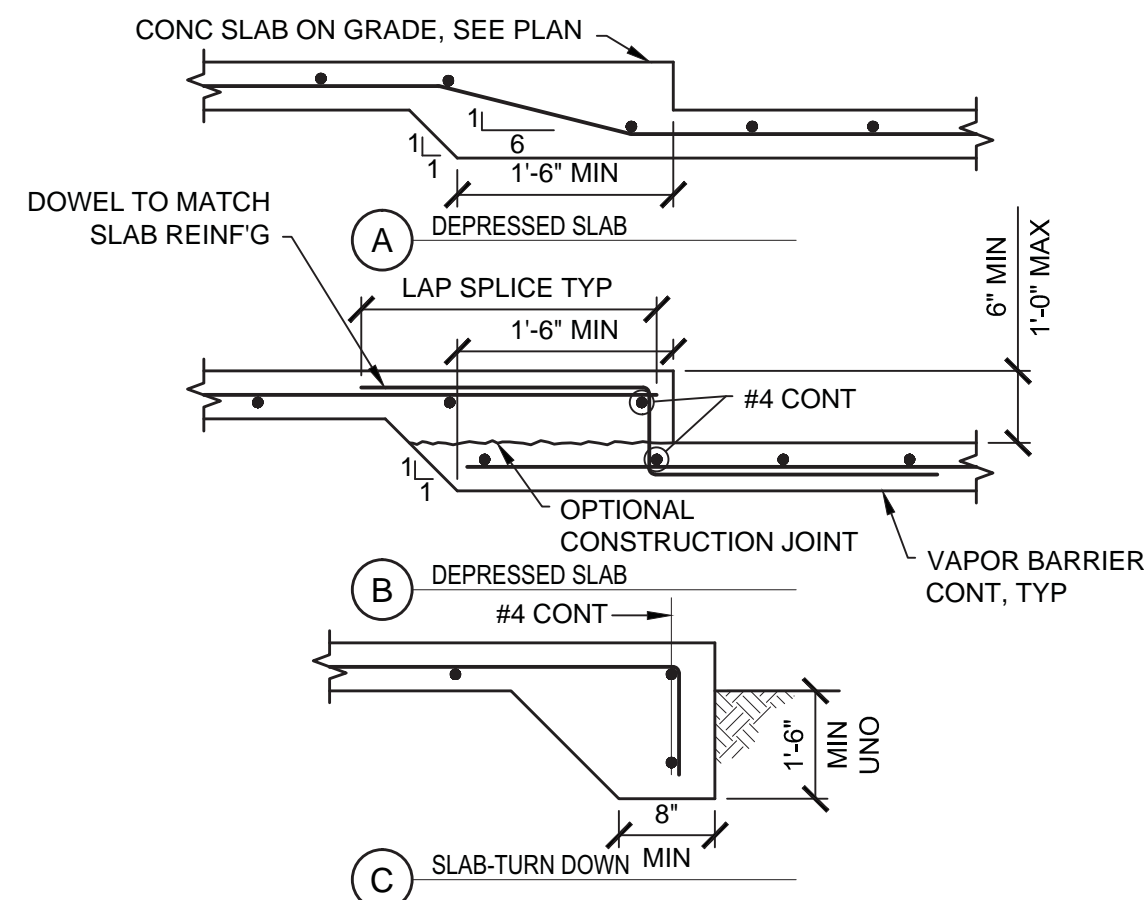 CONC SLAB ON GRADE, SEE PLAN
1
6
1
1
1'-6" MIN
A DEPRESSED SLAB
DOWEL TO MATCH
SLAB REINF'G
LAP SPLICE TYP
1'-6" MIN
6" MIN
1'-0" MAX
#4 CONT
1
1
OPTIONAL
CONSTRUCTION JOINT
VAPOR BARRIER
CONT, TYP
B DEPRESSED SLAB
#4 CONT
1'-6"
MIN
UNO
8"
MIN
C SLAB-TURN DOWN